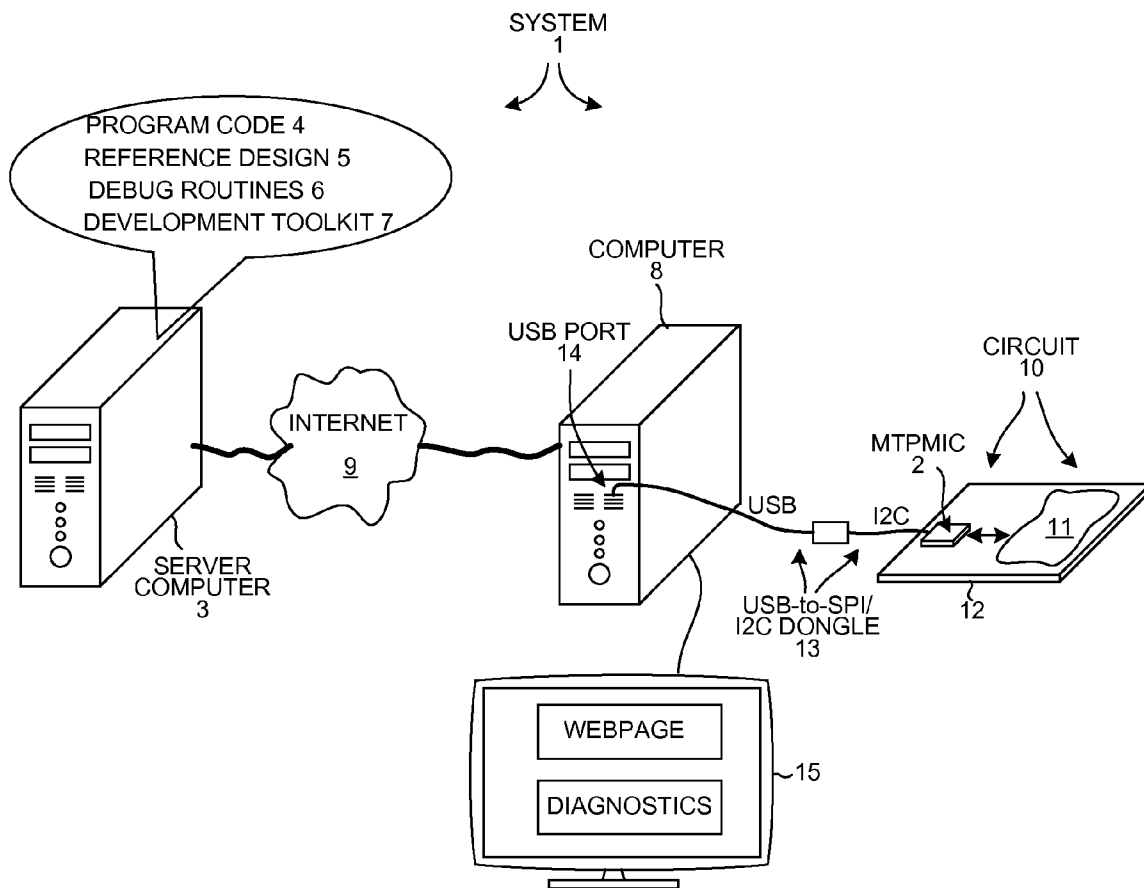 SYSTEM
1
PROGRAM CODE 4
REFERENCE DESIGN 5
DEBUG ROUTINES 6
DEVELOPMENT TOOLKIT 7
COMPUTER
8
USB PORT
14
CIRCUIT
10
INTERNET
9
MTPMIC
2
USB
I2C
11
12
SERVER
COMPUTER
3
USB-to-SPI/
I2C DONGLE
13
WEBPAGE
DIAGNOSTICS
15